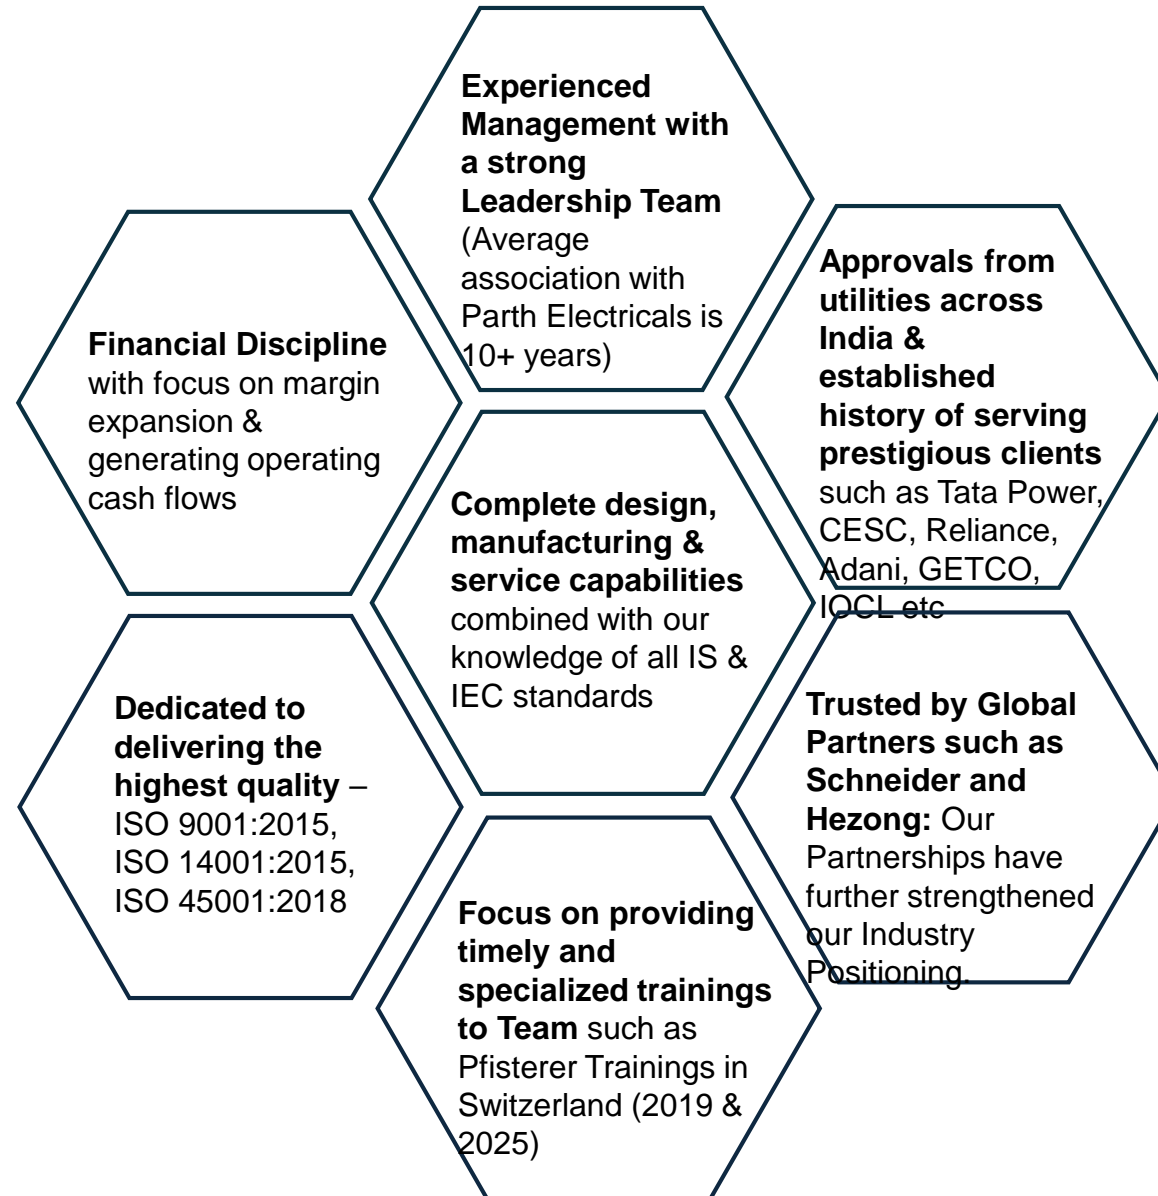 Experienced
Management with
a strong
Leadership Team
(Average
association with
Parth Electricals is
10+ years)
Financial Discipline
with focus on margin
expansion &
generating operating
cash flows
Approvals from
utilities across
India &
established
history of serving
prestigious clients
such as Tata Power,
CESC, Reliance,
Adani, GETCO,
IOCL etc
Complete design,
manufacturing &
service capabilities
combined with our
knowledge of all IS &
IEC standards
Dedicated to
delivering the
highest quality –
ISO 9001:2015,
ISO 14001:2015,
ISO 45001:2018
Trusted by Global
Partners such as
Schneider and
Hezong: Our
Partnerships have
further strengthened
our Industry
Positioning.
Focus on providing
timely and
specialized trainings
to Team such as
Pfisterer Trainings in
Switzerland (2019 &
2025)